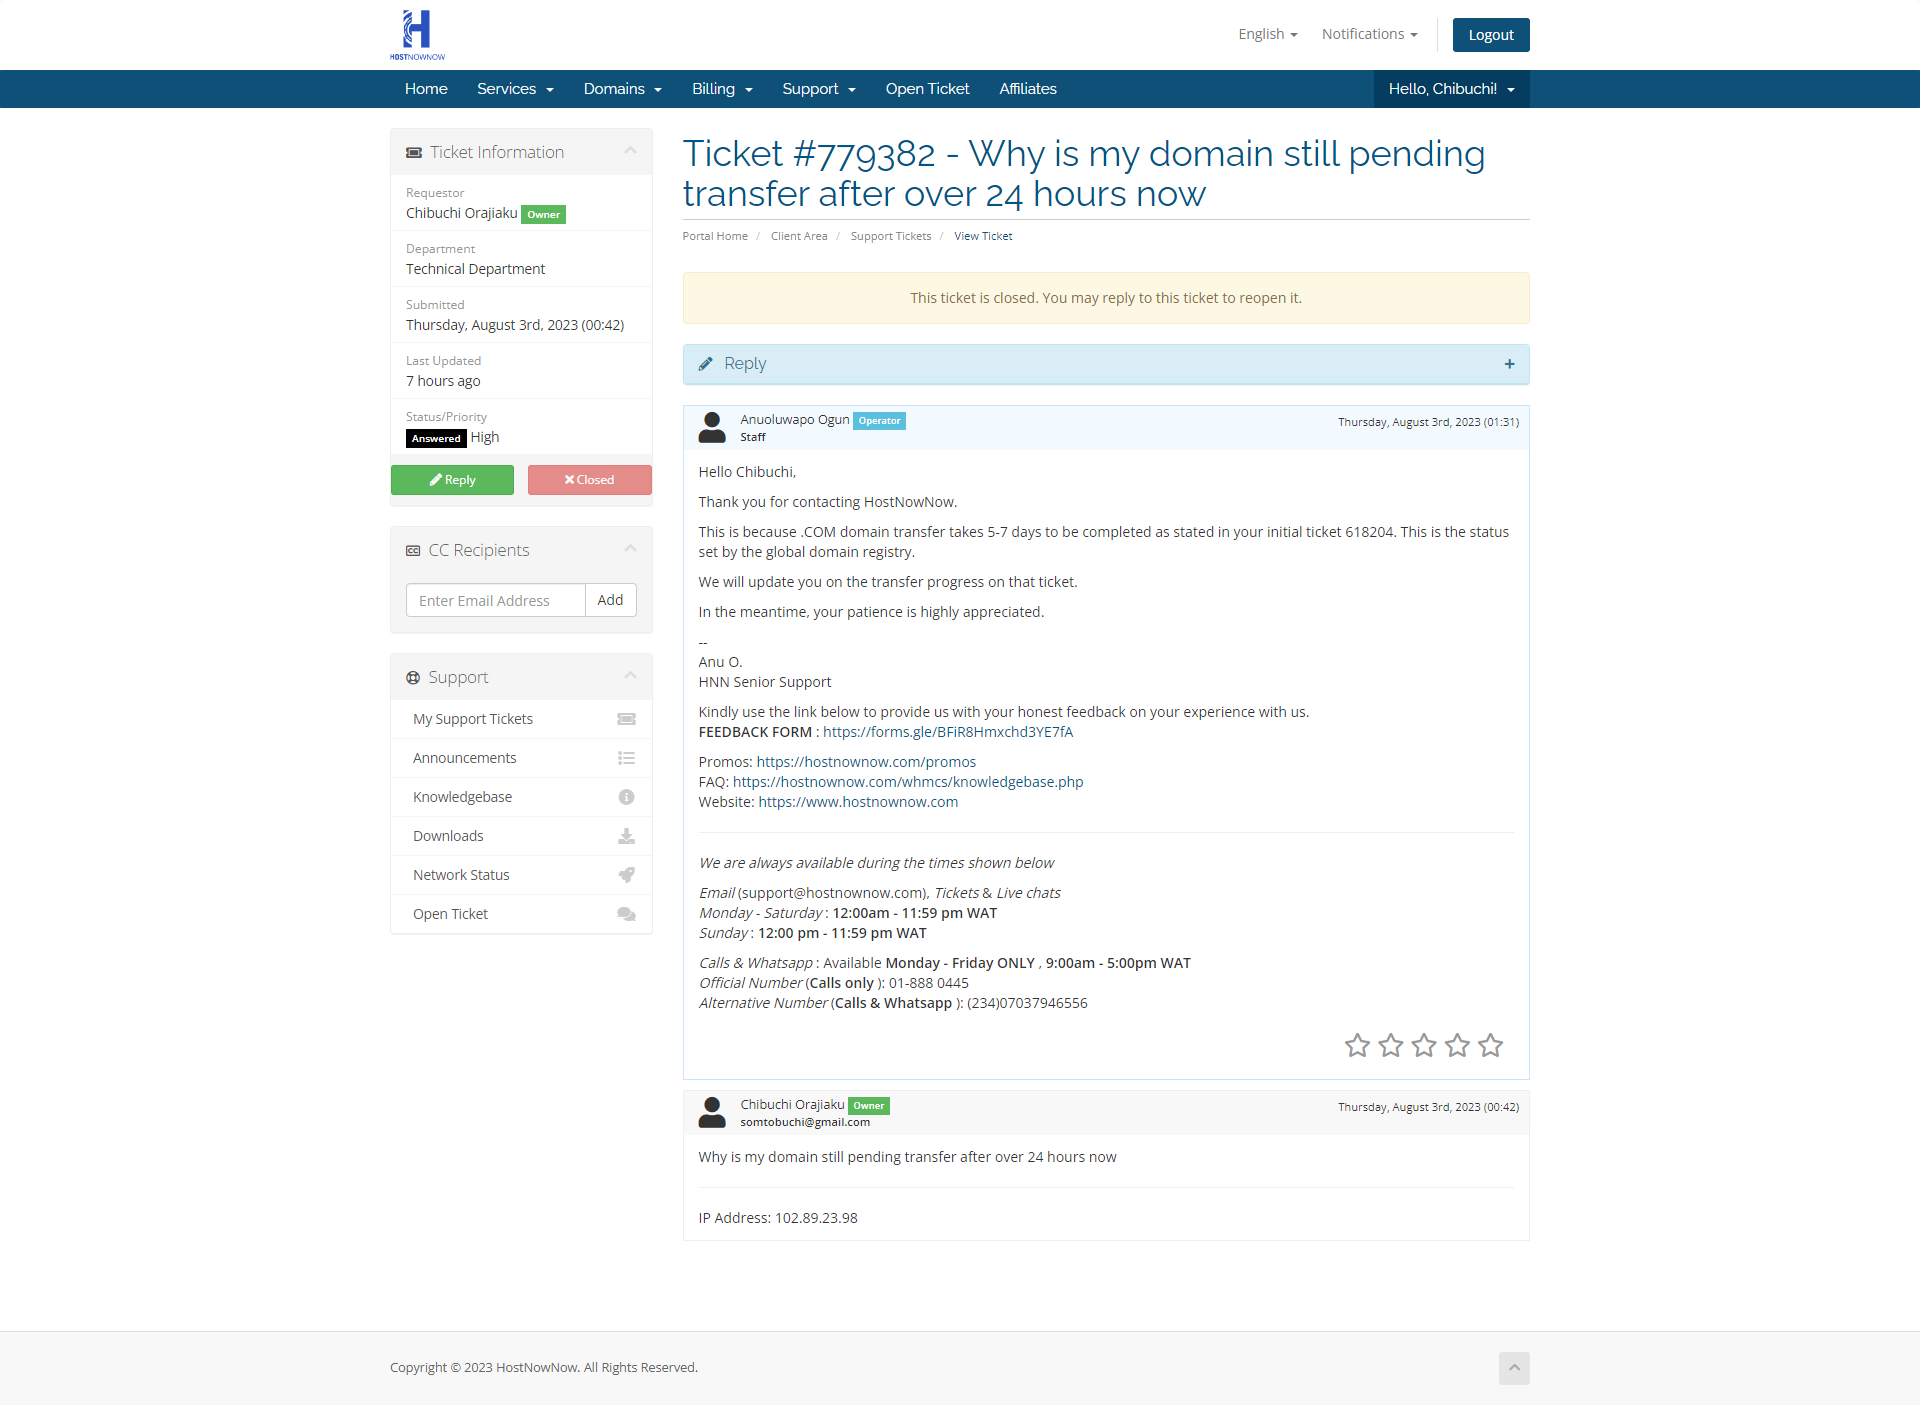 HOSTNOWNOW
English
Notifications
Logout
Home
Services
Domains
Billing
Support
Open Ticket
Affiliates
Hello, Chibuchi!
Ticket Information
Requestor
Chibuchi Orajiaku Owner
Department
Technical Department
Submitted
Thursday, August 3rd, 2023 (00:42)
Last Updated
7 hours ago
Status/Priority
Answered High
Reply
Closed
CC Recipients
Enter Email Address
Add
Support
My Support Tickets
Announcements
Knowledgebase
Downloads
Network Status
Open Ticket
Ticket #779382 - Why is my domain still pending
transfer after over 24 hours now
Portal Home / Client Area / Support Tickets / View Ticket
This ticket is closed. You may reply to this ticket to reopen it.
Reply +
Anuoluwapo Ogun Operator
Staff
Thursday, August 3rd, 2023 (01:31)
Hello Chibuchi,
Thank you for contacting HostNowNow.
This is because .COM domain transfer takes 5-7 days to be completed as stated in your initial ticket 618204. This is the status
set by the global domain registry.
We will update you on the transfer progress on that ticket.
In the meantime, your patience is highly appreciated.
--
Anu O.
HNN Senior Support
Kindly use the link below to provide us with your honest feedback on your experience with us.
FEEDBACK FORM : https://forms.gle/BFiR8Hmxchd3YE7fA
Promos: https://hostnownow.com/promos
FAQ: https://hostnownow.com/whmcs/knowledgebase.php
Website: https://www.hostnownow.com
We are always available during the times shown below
Email (support@hostnownow.com), Tickets & Live chats
Monday - Saturday : 12:00am - 11:59 pm WAT
Sunday : 12:00 pm - 11:59 pm WAT
Calls & Whatsapp : Available Monday - Friday ONLY , 9:00am - 5:00pm WAT
Official Number (Calls only ): 01-888 0445
Alternative Number (Calls & Whatsapp ): (234)07037946556
Chibuchi Orajiaku Owner
somtobuchi@gmail.com
Thursday, August 3rd, 2023 (00:42)
Why is my domain still pending transfer after over 24 hours now
IP Address: 102.89.23.98
Copyright © 2023 HostNowNow. All Rights Reserved.